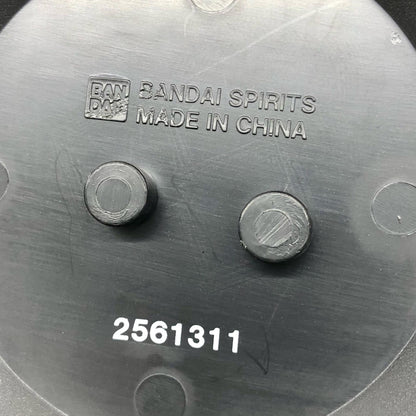 BAN
DAI
BANDAI SPIRITS
MADE IN CHINA
2561311